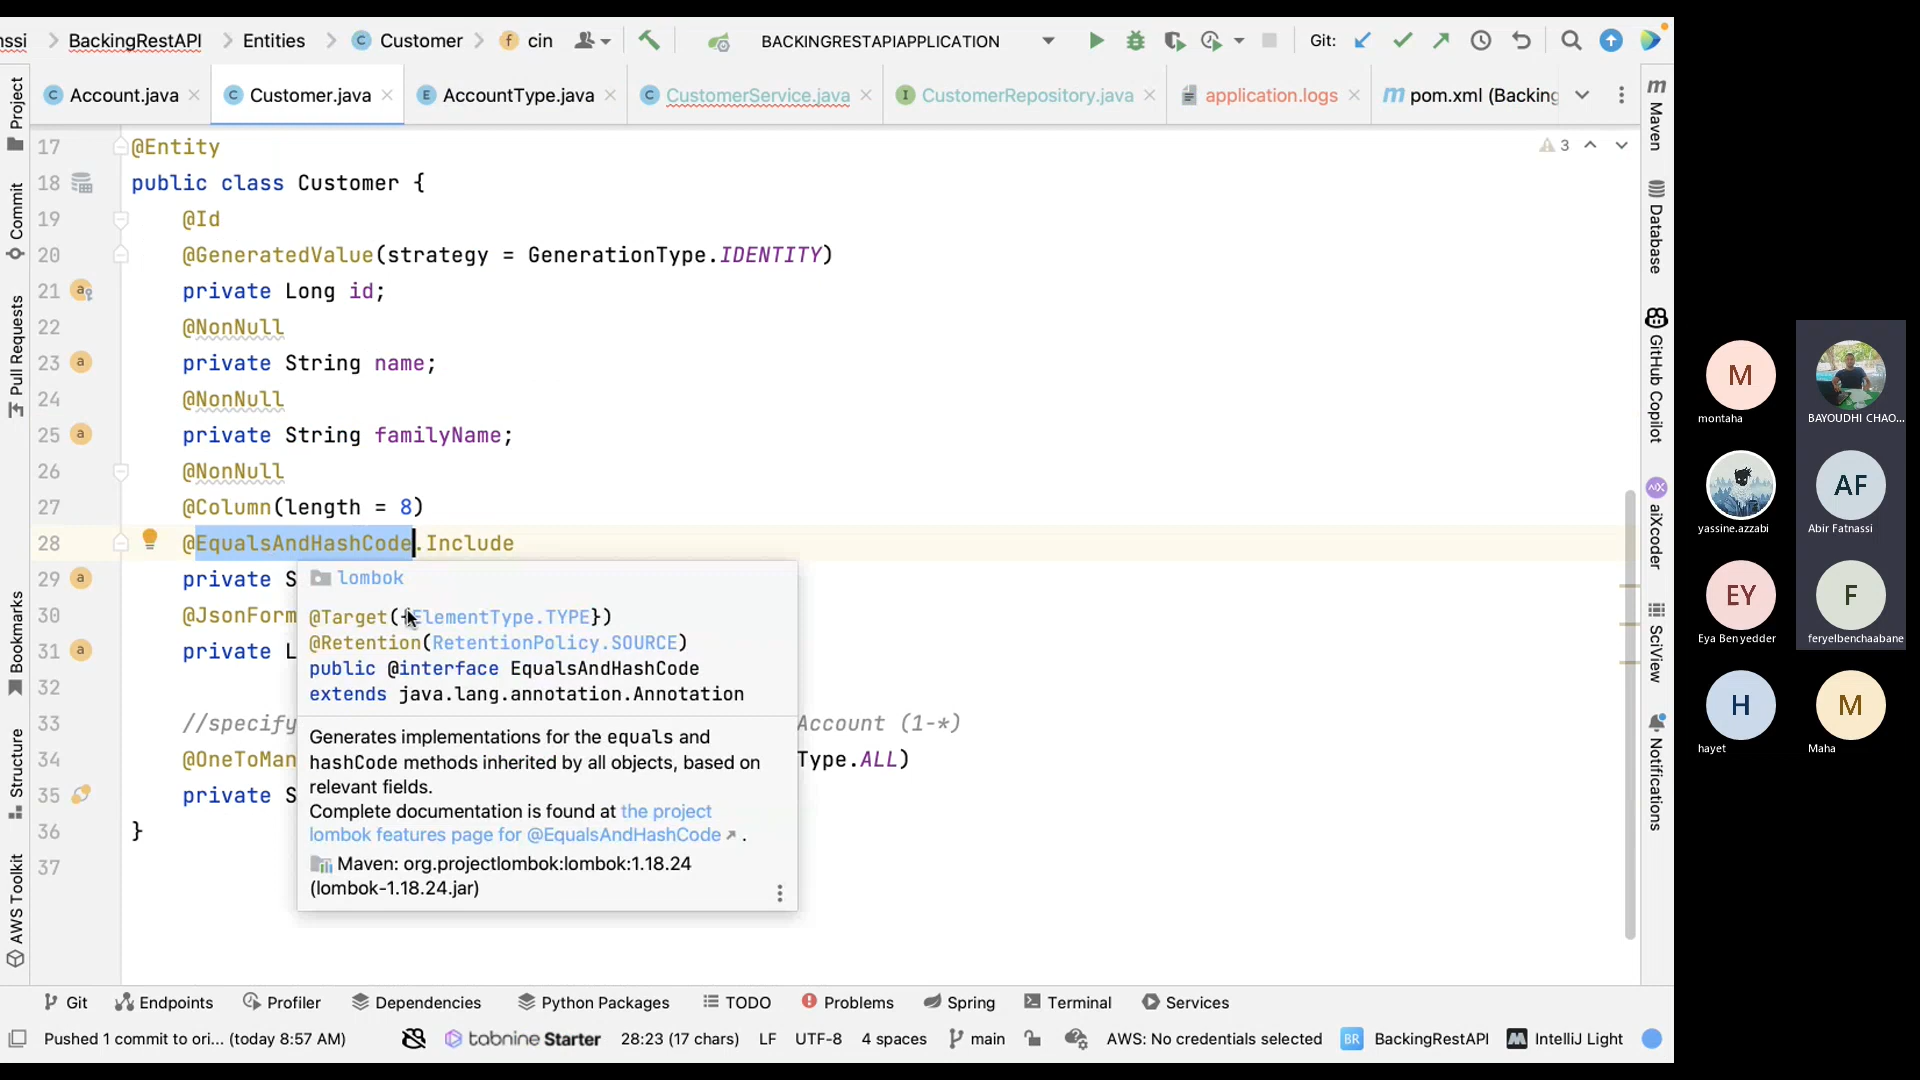 nssi > BackingRestAPI > Entities > C Customer > f cin BACKINGRESTAPIAPPLICATION Git:
Account.java Customer.java AccountType.java CustomerService.java CustomerRepository.java application.logs pom.xml (Backing
17 @Entity
18 public class Customer {
19 @Id
20 @GeneratedValue(strategy = GenerationType.IDENTITY)
21 private Long id;
22 @NonNull
23 private String name;
24 @NonNull
25 private String familyName;
26 @NonNull
27 @Column(length = 8)
28 @EqualsAndHashCode.Include
29 private S
30 @JsonForm
31 private L
32
33 //specify Account (1-*)
34 @OneToMan Type.ALL)
35 private S
36 }
37
3
lombok
@Target({ElementType.TYPE})
@Retention(RetentionPolicy.SOURCE)
public @interface EqualsAndHashCode
extends java.lang.annotation.Annotation
Generates implementations for the equals and
hashCode methods inherited by all objects, based on
relevant fields.
Complete documentation is found at the project
lombok features page for @EqualsAndHashCode ↗ .
Maven: org.projectlombok:lombok:1.18.24
(lombok-1.18.24.jar)
Project
Commit
Pull Requests
Bookmarks
Structure
AWS Toolkit
Maven
Database
GitHub Copilot
aiXcoder
SciView
Notifications
Git Endpoints Profiler Dependencies Python Packages TODO Problems Spring Terminal Services
Pushed 1 commit to ori... (today 8:57 AM) tabnine Starter 28:23 (17 chars) LF UTF-8 4 spaces main AWS: No credentials selected BR BackingRestAPI IntelliJ Light
M
montaha
BAYOUDHI CHAO...
yassine.azzabi
AF
Abir Fatnassi
EY
Eya Benyedder
F
feryelbenchaabane
H
hayet
M
Maha